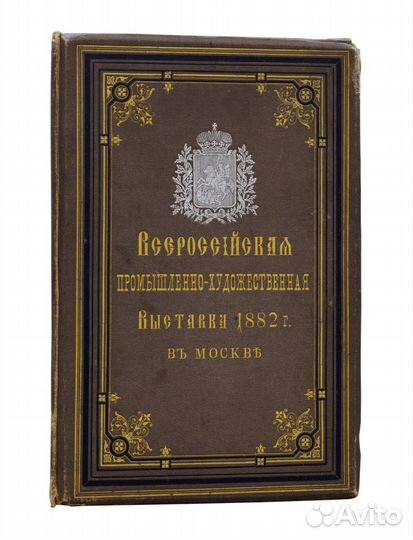 Всероссійская
промышленно-художественная
Выставка 1882 г.
въ Москвѣ
Avito